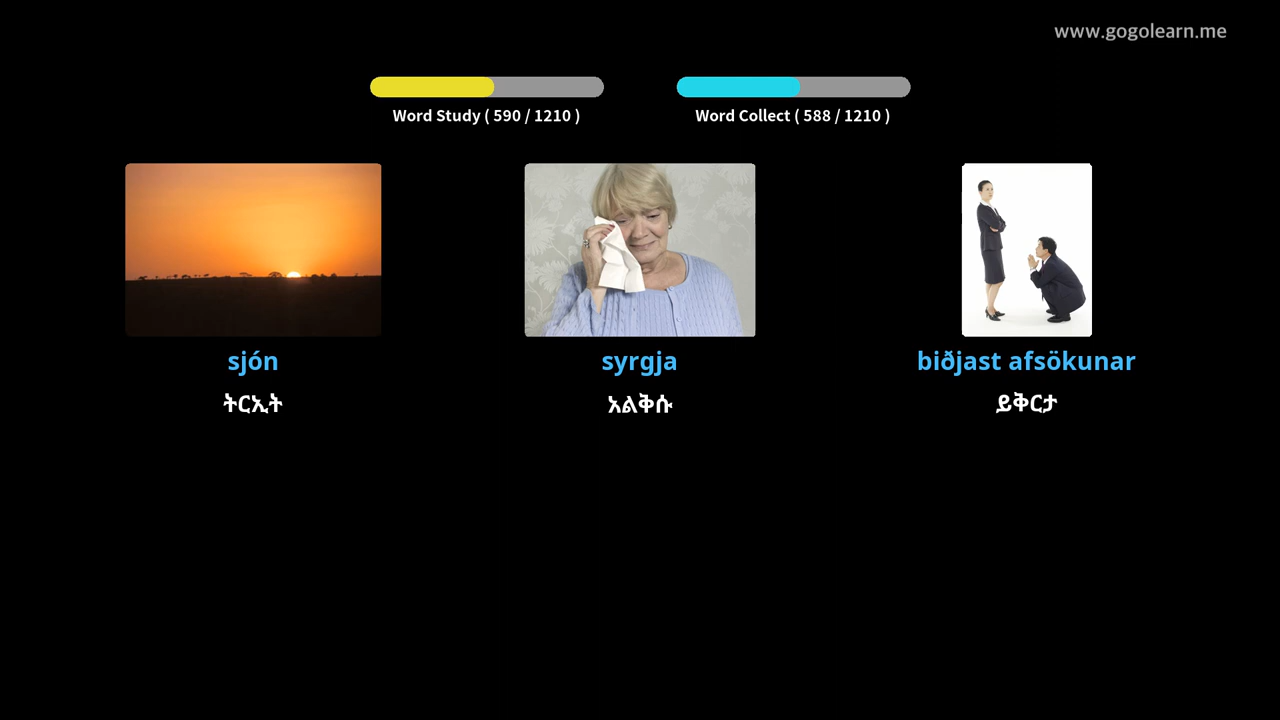 www.gogolearn.me
Word Study ( 590 / 1210 )
Word Collect ( 588 / 1210 )
sjón
syrgja
biðjast afsökunar
ትርኢት
አልቅሱ
ይቅርታ